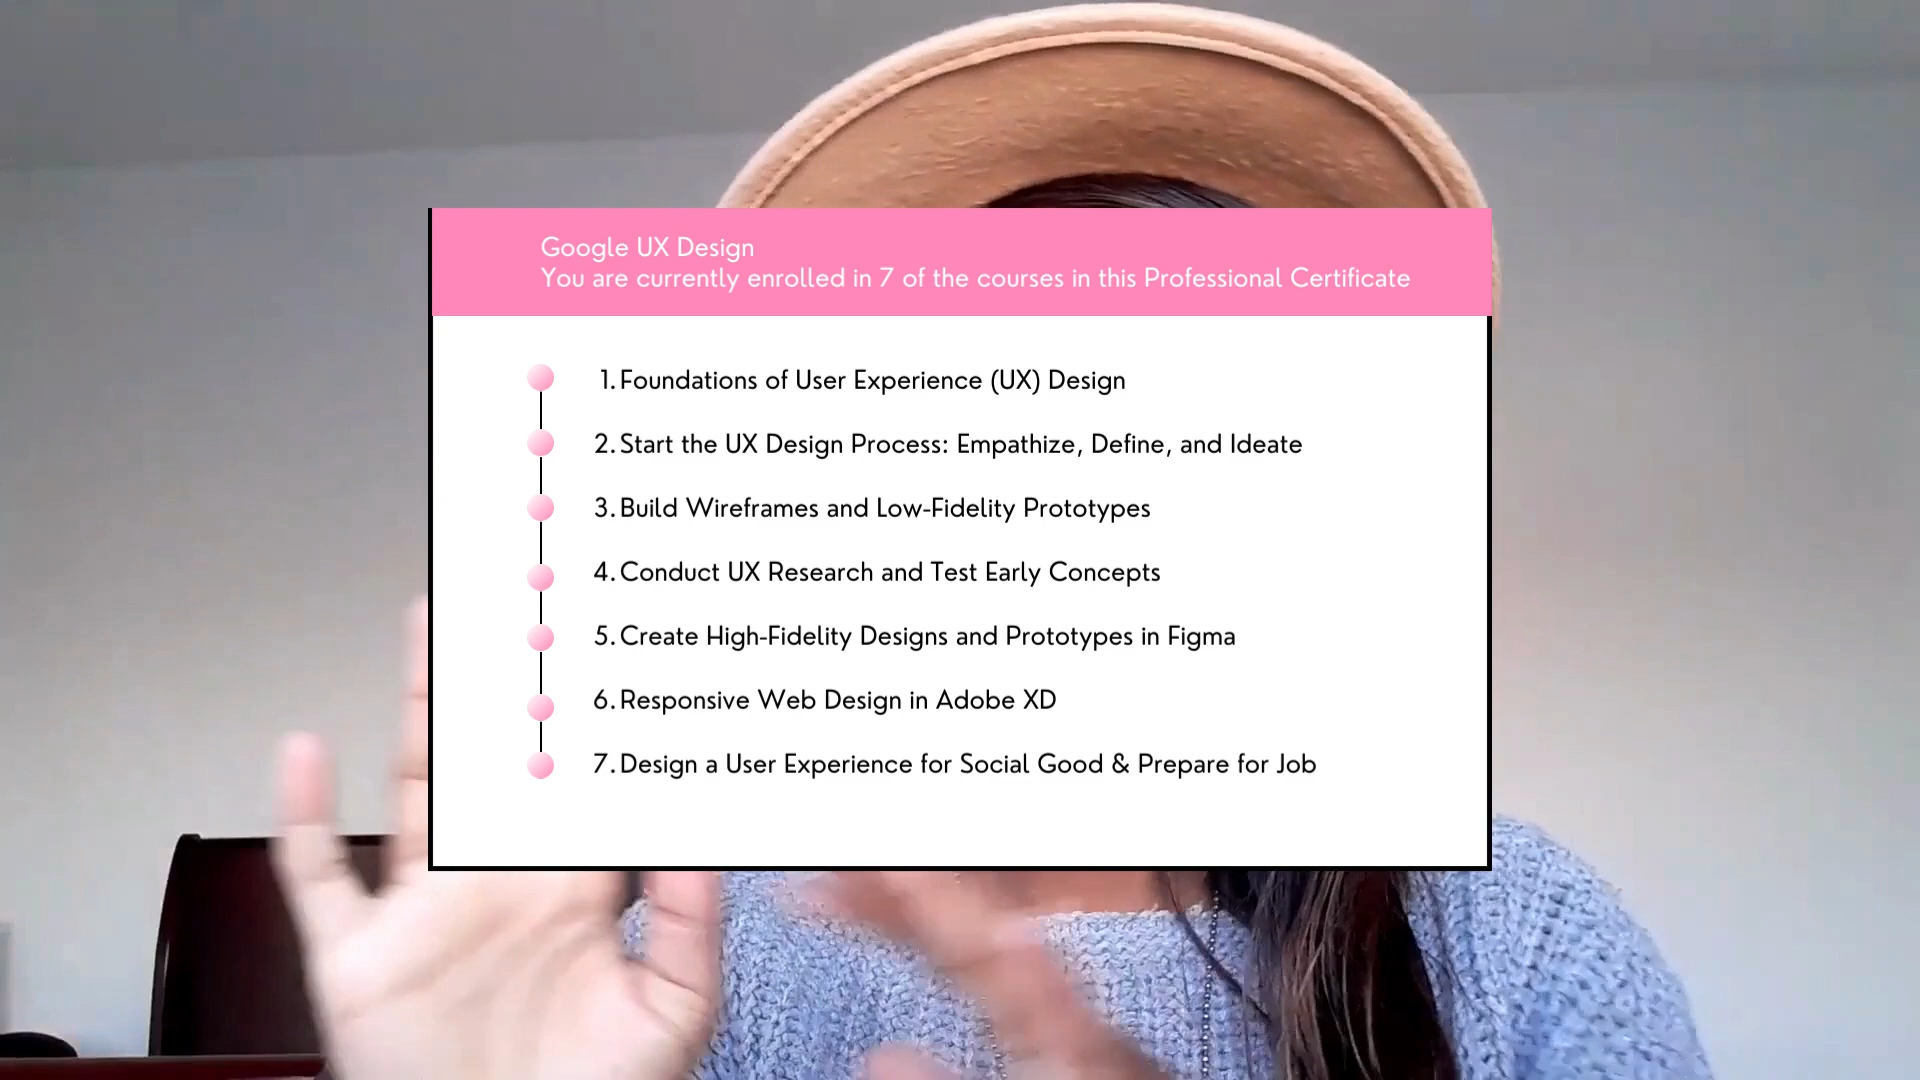 Google UX Design
You are currently enrolled in 7 of the courses in this Professional Certificate
1. Foundations of User Experience (UX) Design
2. Start the UX Design Process: Empathize, Define, and Ideate
3. Build Wireframes and Low-Fidelity Prototypes
4. Conduct UX Research and Test Early Concepts
5. Create High-Fidelity Designs and Prototypes in Figma
6. Responsive Web Design in Adobe XD
7. Design a User Experience for Social Good & Prepare for Job